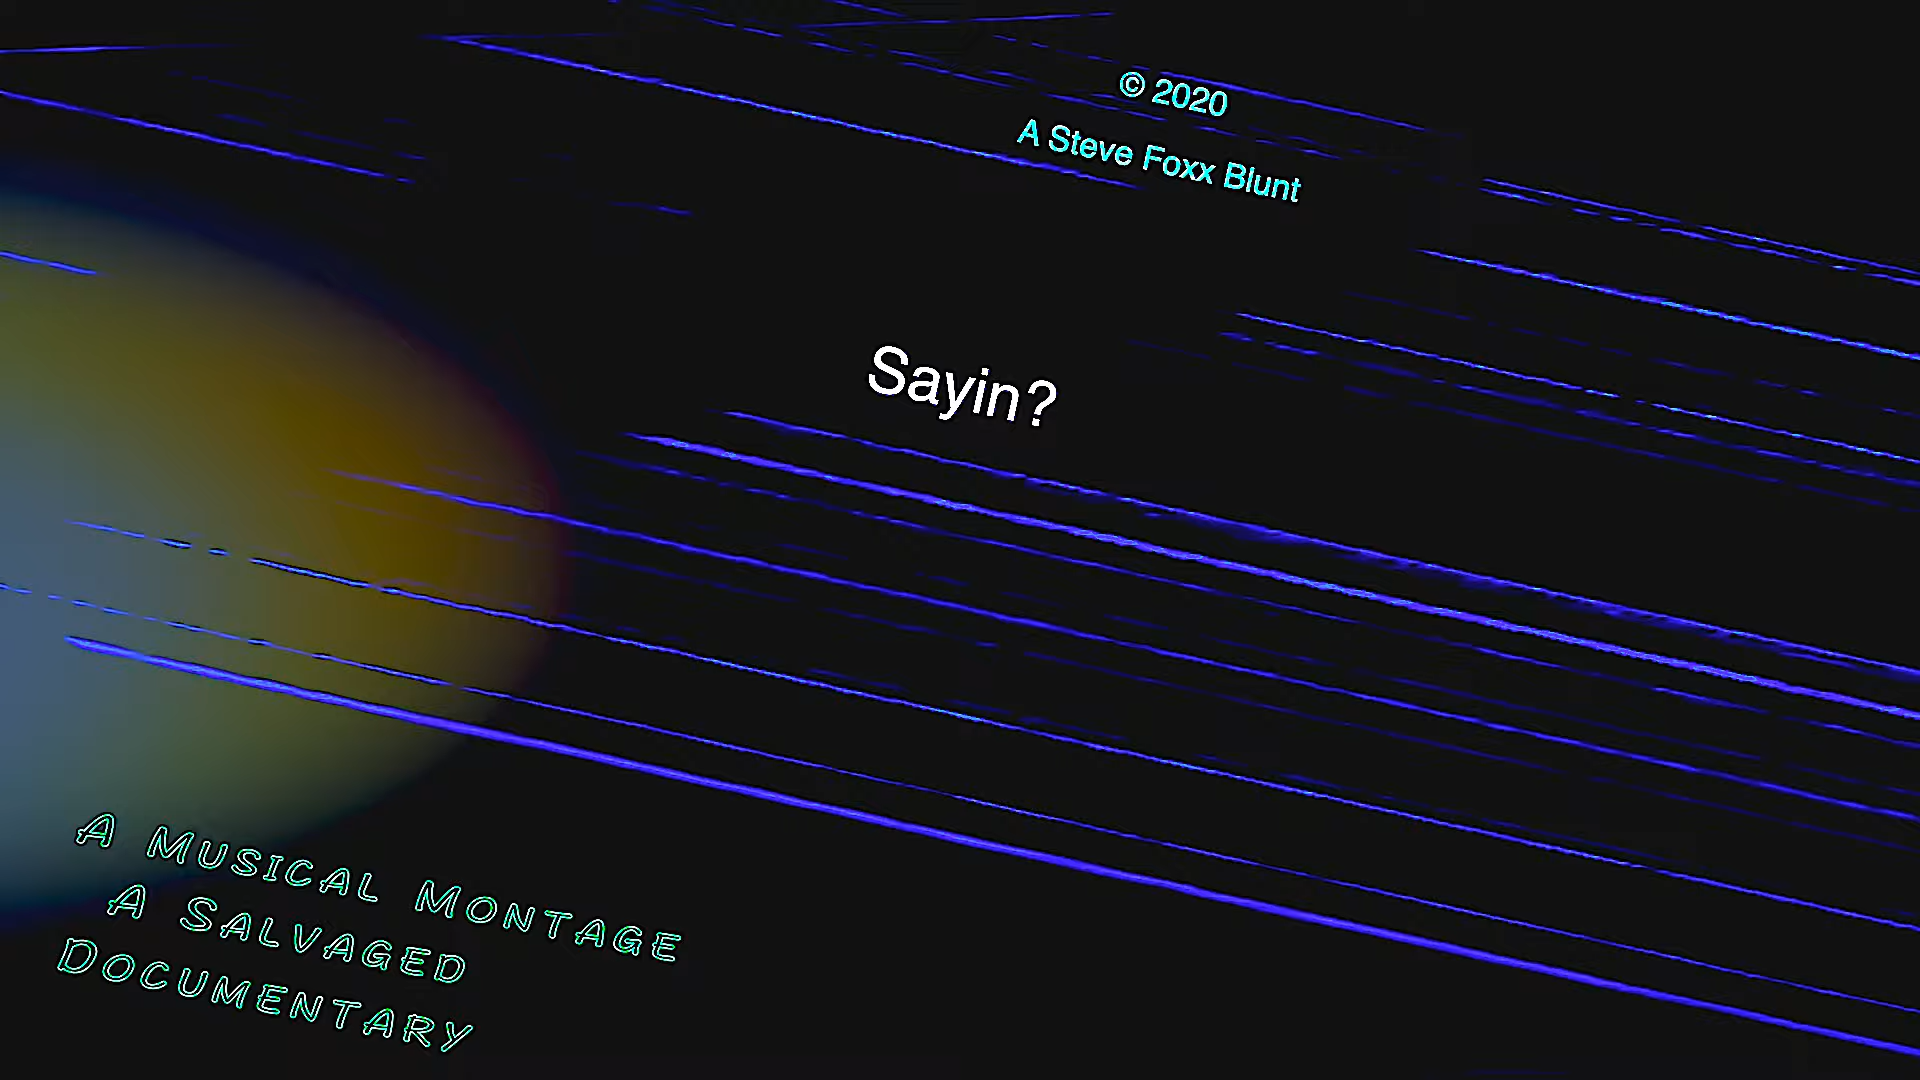 © 2020
A Steve Foxx Blunt
Sayin?
A MUSICAL MONTAGE
A SALVAGED
DOCUMENTARY